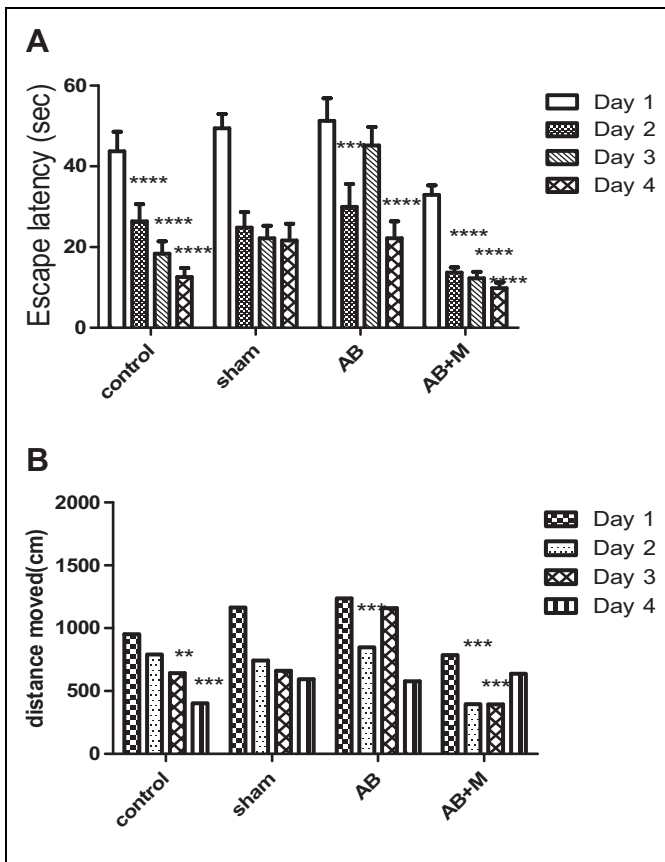 A
Escape latency (sec)
60
40
20
0
****
****
****
***
****
****
****
****
control
sham
AB
AB+M
Day 1
Day 2
Day 3
Day 4
B
distance moved(cm)
2000
1500
1000
500
0
**
***
***
***
***
control
sham
AB
AB+M
Day 1
Day 2
Day 3
Day 4